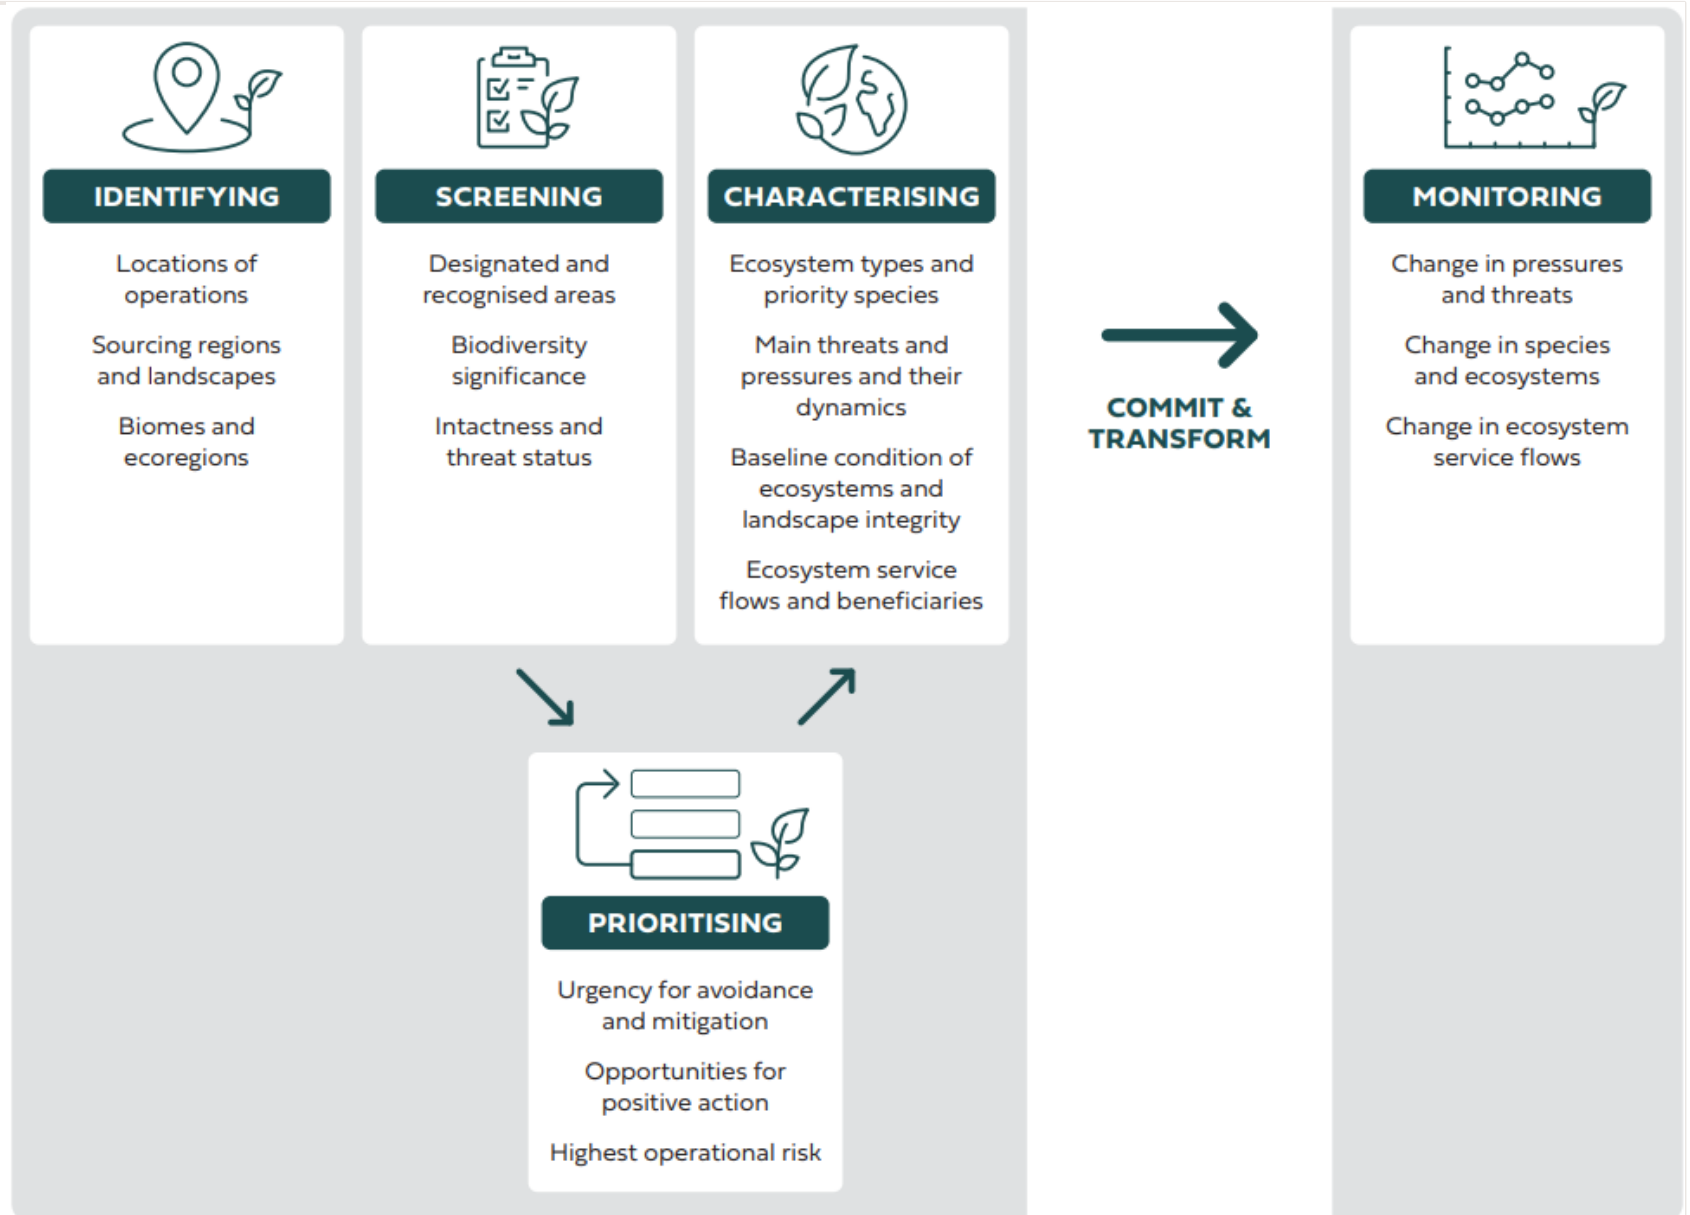 IDENTIFYING
Locations of
operations
Sourcing regions
and landscapes
Biomes and
ecoregions
SCREENING
Designated and
recognised areas
Biodiversity
significance
Intactness and
threat status
CHARACTERISING
Ecosystem types and
priority species
Main threats and
pressures and their
dynamics
Baseline condition of
ecosystems and
landscape integrity
Ecosystem service
flows and beneficiaries
PRIORITISING
Urgency for avoidance
and mitigation
Opportunities for
positive action
Highest operational risk
COMMIT &
TRANSFORM
MONITORING
Change in pressures
and threats
Change in species
and ecosystems
Change in ecosystem
service flows